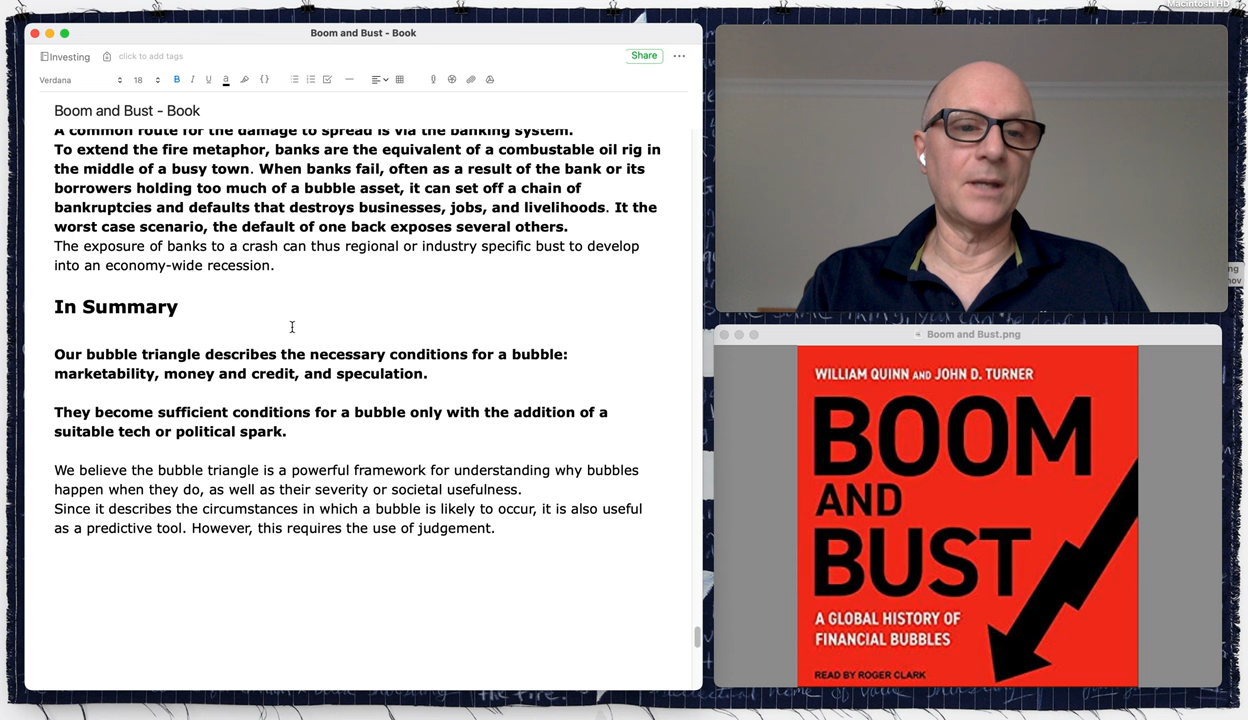 Macintosh HD
Boom and Bust - Book
Investing
click to add tags
Share
Verdana
18
B I U a
Boom and Bust - Book
A common route for the damage to spread is via the banking system.
To extend the fire metaphor, banks are the equivalent of a combustable oil rig in
the middle of a busy town. When banks fail, often as a result of the bank or its
borrowers holding too much of a bubble asset, it can set off a chain of
bankruptcies and defaults that destroys businesses, jobs, and livelihoods. It the
worst case scenario, the default of one back exposes several others.
The exposure of banks to a crash can thus regional or industry specific bust to develop
into an economy-wide recession.
In Summary
Our bubble triangle describes the necessary conditions for a bubble:
marketability, money and credit, and speculation.
They become sufficient conditions for a bubble only with the addition of a
suitable tech or political spark.
We believe the bubble triangle is a powerful framework for understanding why bubbles
happen when they do, as well as their severity or societal usefulness.
Since it describes the circumstances in which a bubble is likely to occur, it is also useful
as a predictive tool. However, this requires the use of judgement.
ng
nov
Boom and Bust.png
WILLIAM QUINN AND JOHN D. TURNER
BOOM
AND
BUST
A GLOBAL HISTORY OF
FINANCIAL BUBBLES
READ BY ROGER CLARK
the fire.